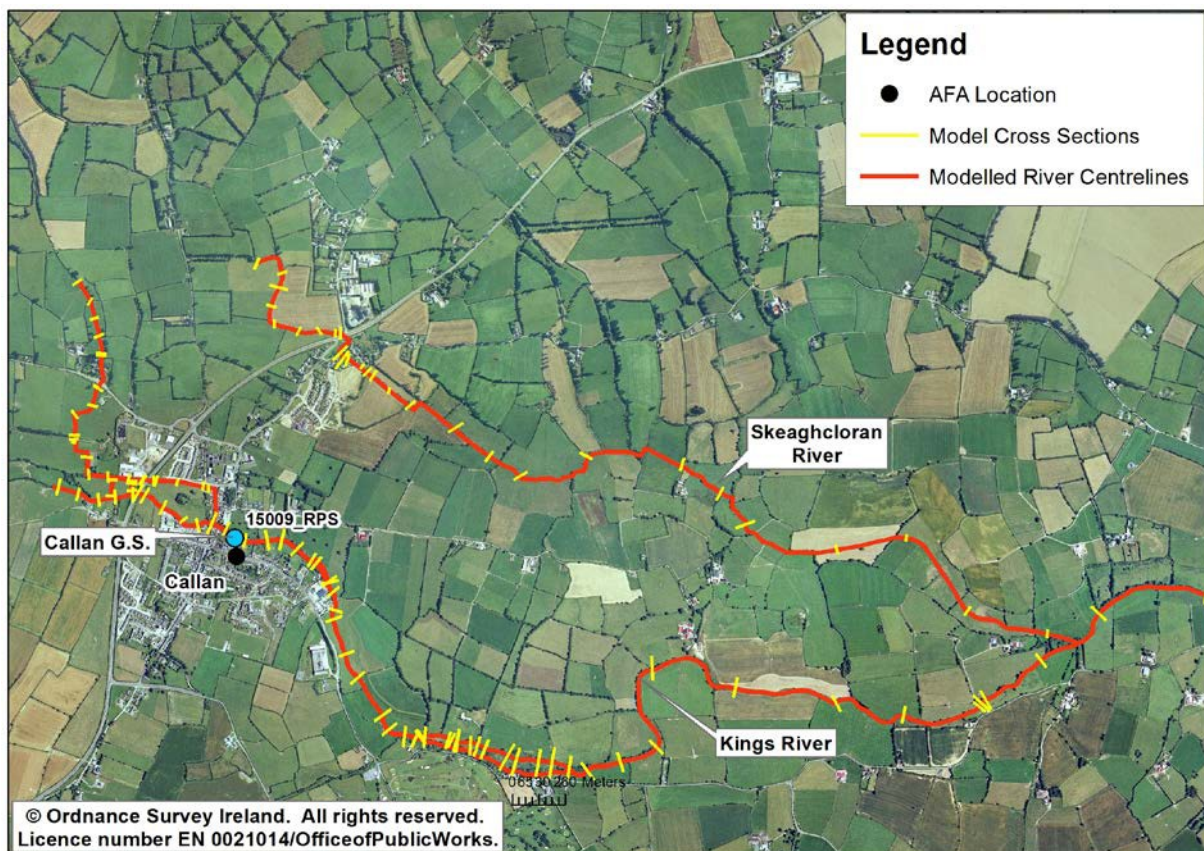 Legend
AFA Location
Model Cross Sections
Modelled River Centrelines
Skeaghcloran
River
15009_RPS
Callan G.S.
Callan
Kings River
Meters
© Ordnance Survey Ireland. All rights reserved.
Licence number EN 0021014/OfficeofPublicWorks.